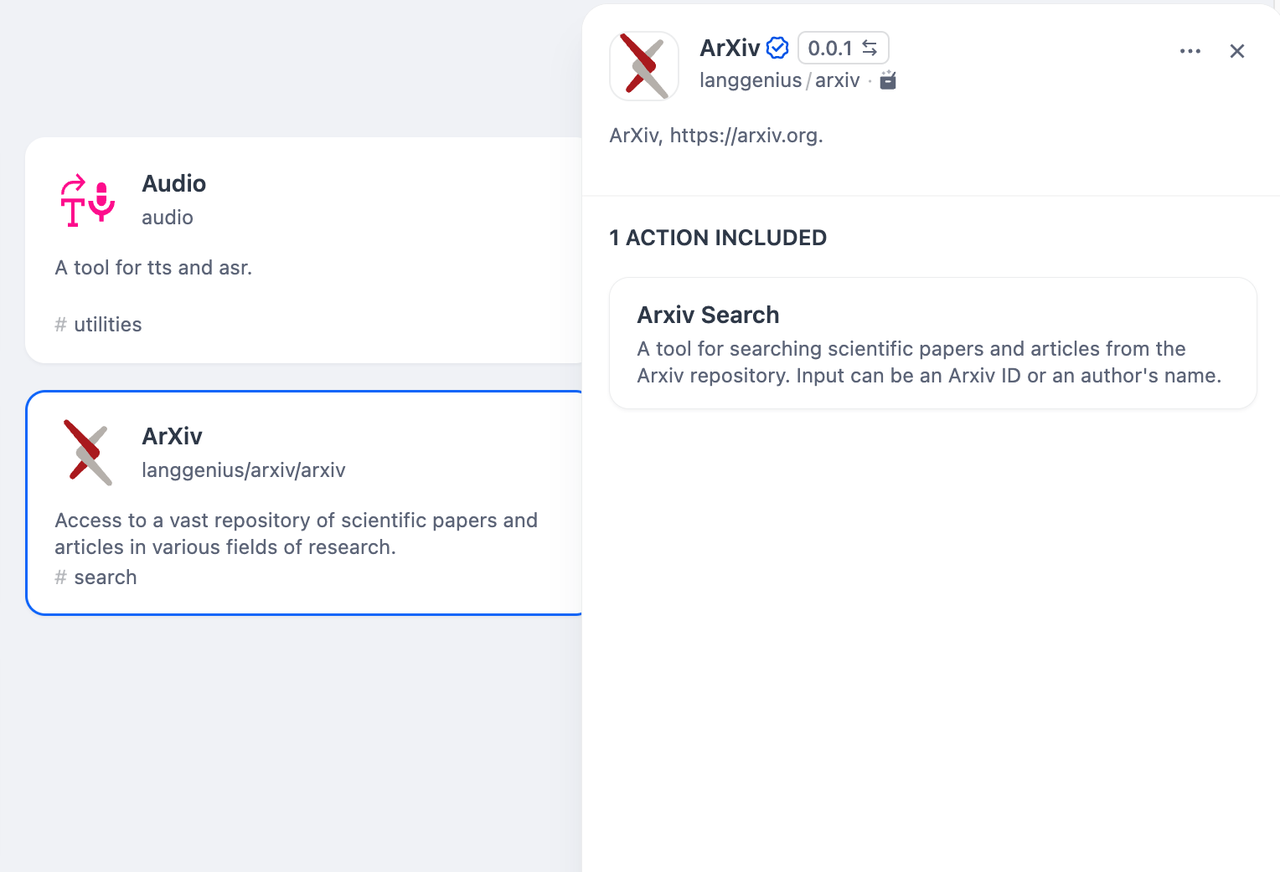 Audio
audio
A tool for tts and asr.
# utilities
ArXiv
langgenius/arxiv/arxiv
Access to a vast repository of scientific papers and
articles in various fields of research.
# search
ArXiv 0.0.1
langgenius / arxiv ·
ArXiv, https://arxiv.org.
1 ACTION INCLUDED
Arxiv Search
A tool for searching scientific papers and articles from the
Arxiv repository. Input can be an Arxiv ID or an author's name.